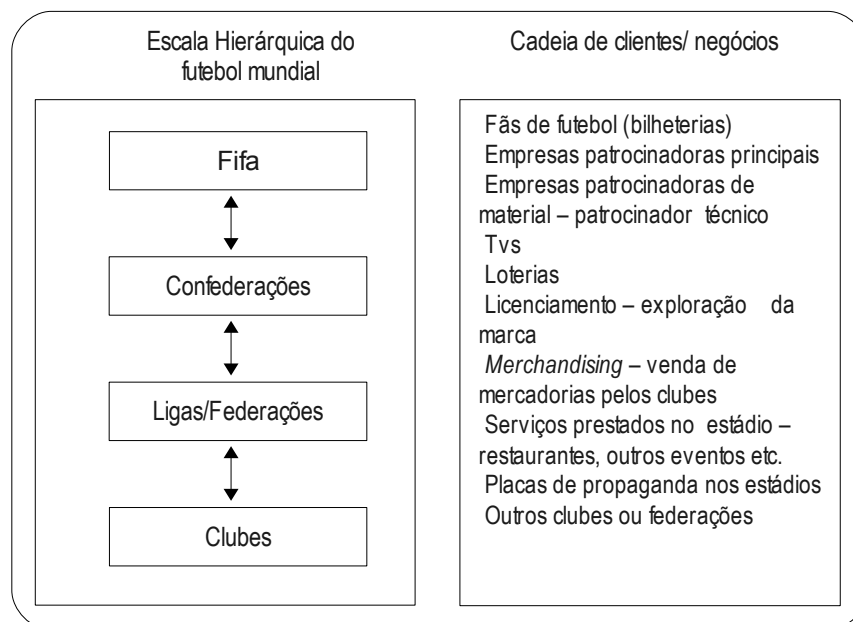 Escala Hierárquica do
futebol mundial
Fifa
Confederações
Ligas/Federações
Clubes
Cadeia de clientes/ negócios
Fãs de futebol (bilheterias)
Empresas patrocinadoras principais
Empresas patrocinadoras de
material – patrocinador técnico
Tvs
Loterias
Licenciamento – exploração da
marca
Merchandising – venda de
mercadorias pelos clubes
Serviços prestados no estádio –
restaurantes, outros eventos etc.
Placas de propaganda nos estádios
Outros clubes ou federações